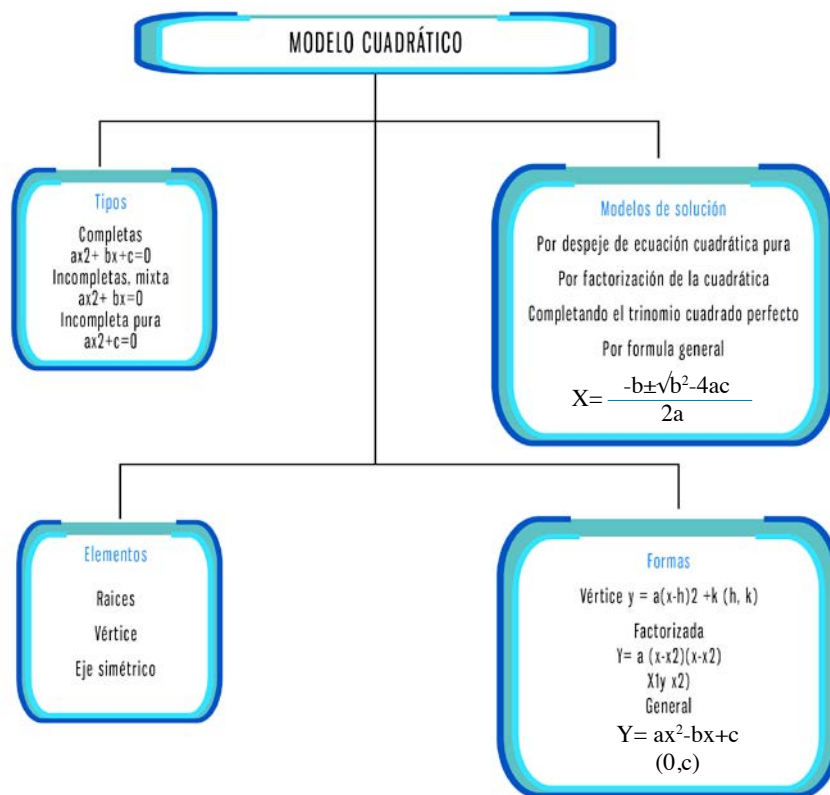 MODELO CUADRÁTICO
Tipos
Completas
ax2+ bx+c=0
Incompletas, mixta
ax2+ bx=0
Incompleta pura
ax2+c=0
Modelos de solución
Por despeje de ecuación cuadrática pura
Por factorización de la cuadrática
Completando el trinomio cuadrado perfecto
Por formula general
X= -b±√b²-4ac
2a
Elementos
Raices
Vértice
Eje simétrico
Formas
Vértice y = a(x-h)2 +k (h, k)
Factorizada
Y= a (x-x2)(x-x2)
X1y x2)
General
Y= ax²-bx+c
(0,c)